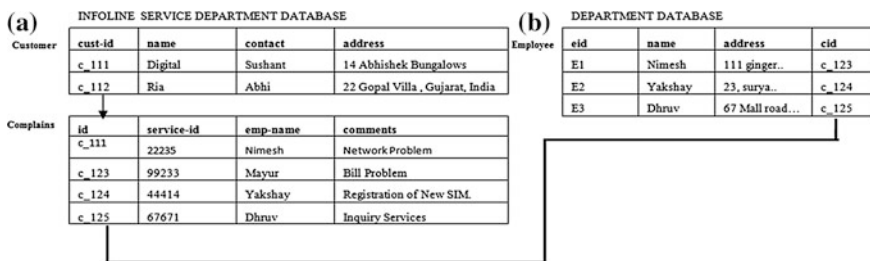 (a) INFOLINE SERVICE DEPARTMENT DATABASE
Customer
cust-id name contact address
c_111 Digital Sushant 14 Abhishek Bungalows
c_112 Ria Abhi 22 Gopal Villa , Gujarat, India
Complains
id service-id emp-name comments
c_111 22235 Nimesh Network Problem
c_123 99233 Mayur Bill Problem
c_124 44414 Yakshay Registration of New SIM.
c_125 67671 Dhruv Inquiry Services
(b) DEPARTMENT DATABASE
Employee
eid name address cid
E1 Nimesh 111 ginger.. c_123
E2 Yakshay 23, surya.. c_124
E3 Dhruv 67 Mall road... c_125